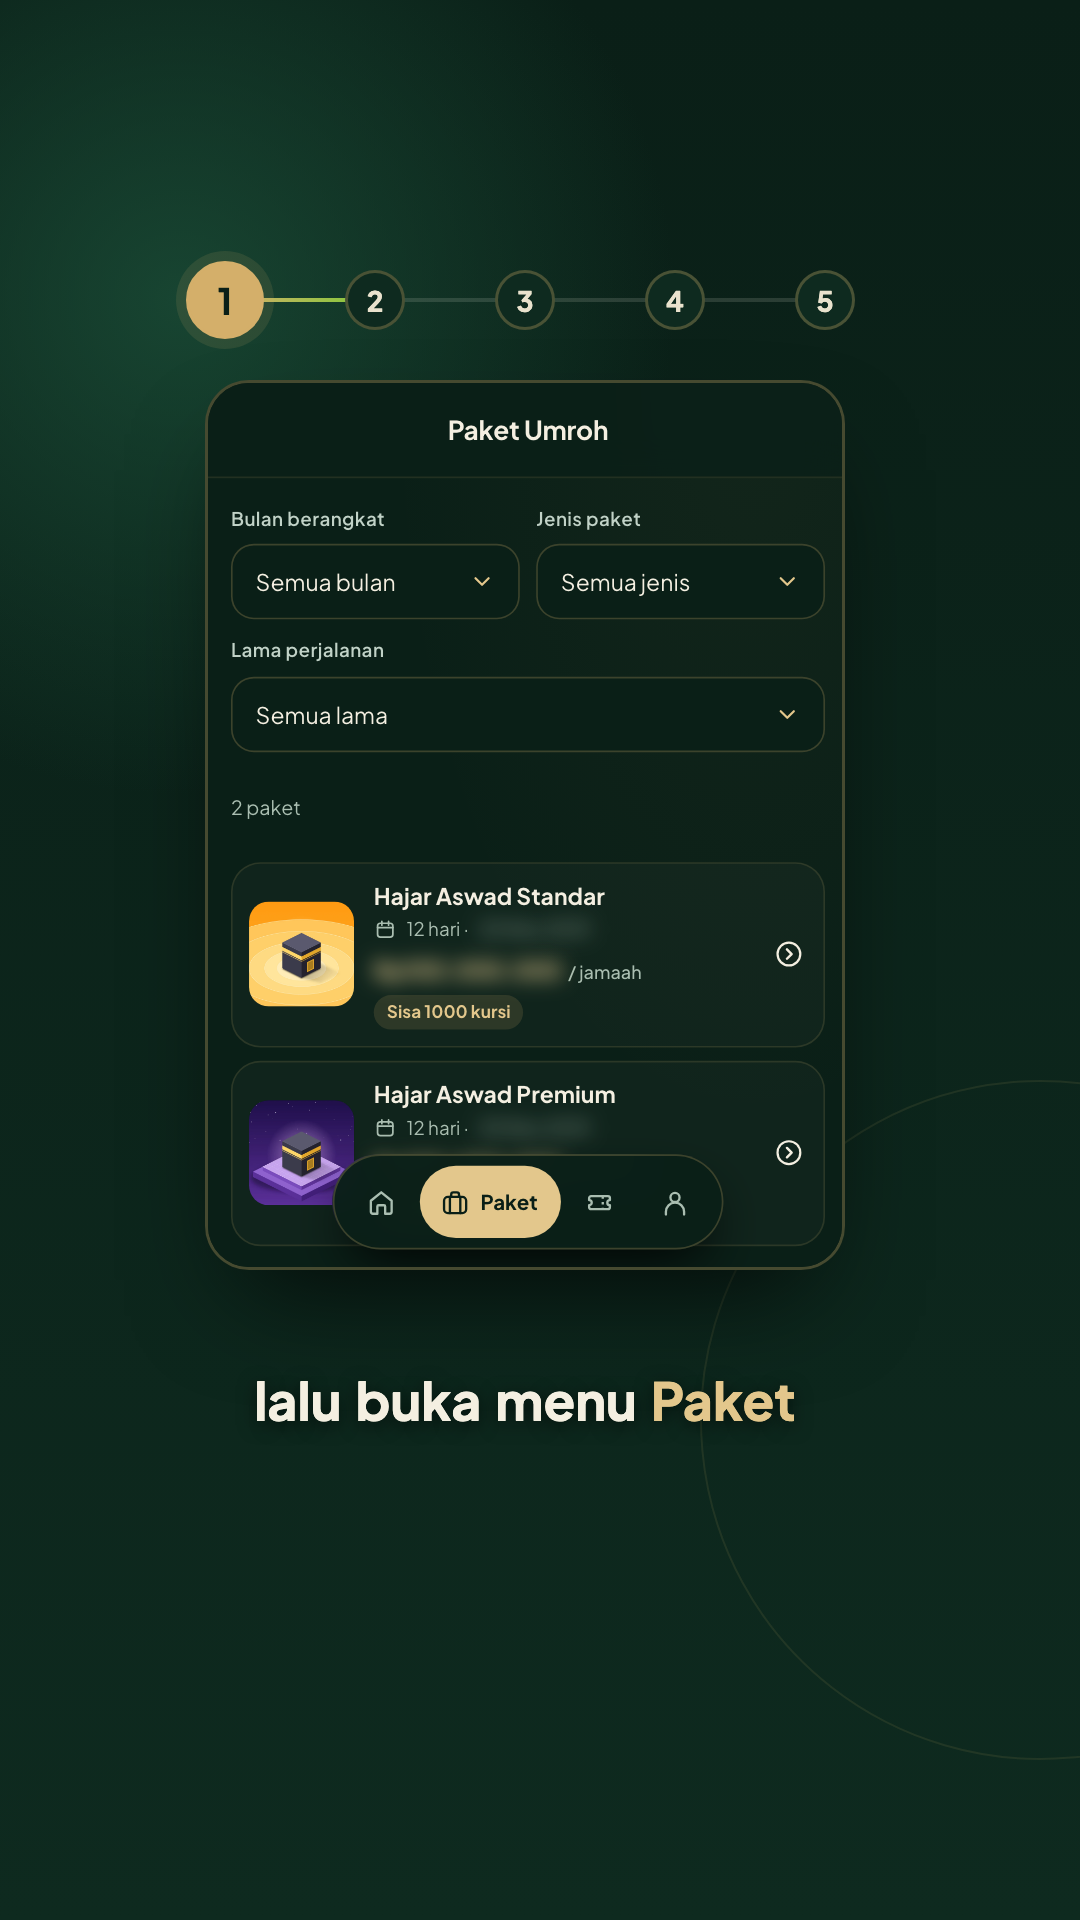 1 2 3 4 5
Paket Umroh
Bulan berangkat Jenis paket
Semua bulan Semua jenis
Lama perjalanan
Semua lama
2 paket
Hajar Aswad Standar
12 hari ·
/ jamaah
Sisa 1000 kursi
Hajar Aswad Premium
12 hari ·
Paket
lalu buka menu Paket